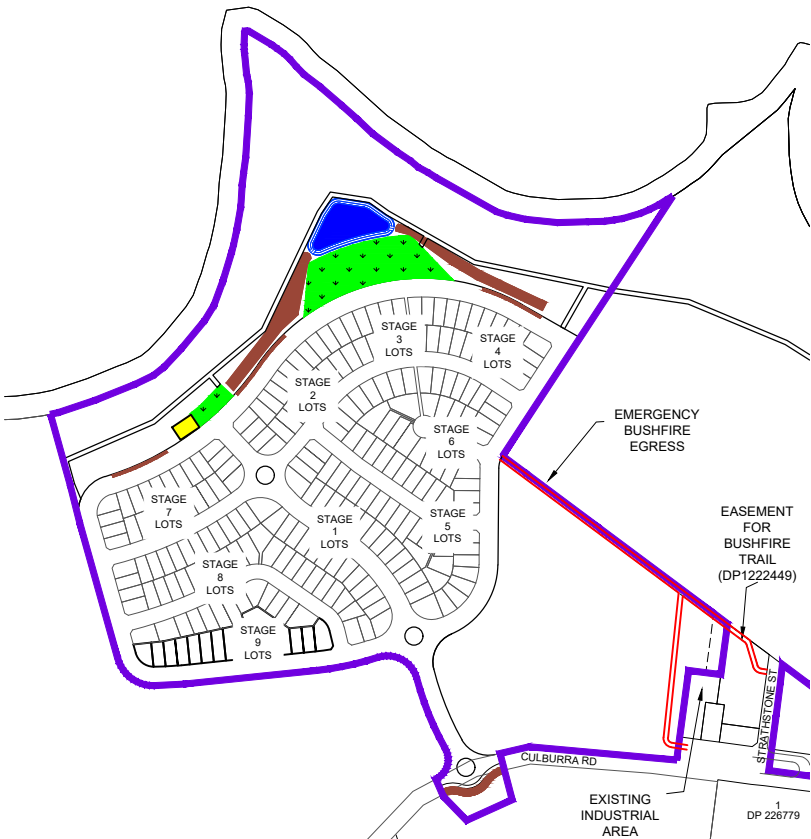 STAGE
3
LOTS
STAGE
4
LOTS
STAGE
2
LOTS
STAGE
6
LOTS
EMERGENCY
BUSHFIRE
EGRESS
STAGE
7
LOTS
STAGE
1
LOTS
STAGE
5
LOTS
EASEMENT
FOR
BUSHFIRE
TRAIL
(DP1222449)
STAGE
8
LOTS
STAGE
9
LOTS
STRATHSTONE ST
CULBURRA RD
EXISTING
INDUSTRIAL
AREA
1
DP 226779